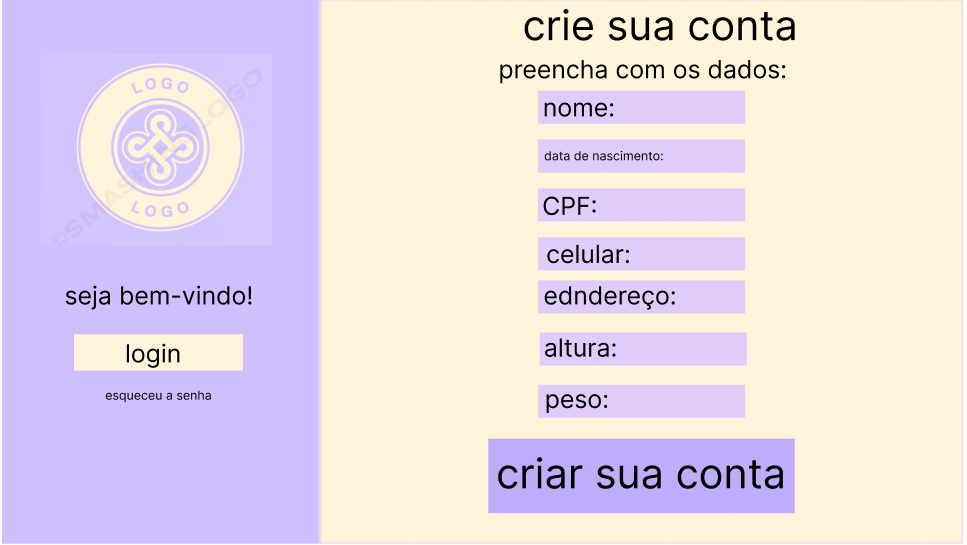 LOGO
LOGO
©SMASHINGLOGO
seja bem-vindo!
login
esqueceu a senha
crie sua conta
preencha com os dados:
nome:
data de nascimento:
CPF:
celular:
edndereço:
altura:
peso:
criar sua conta